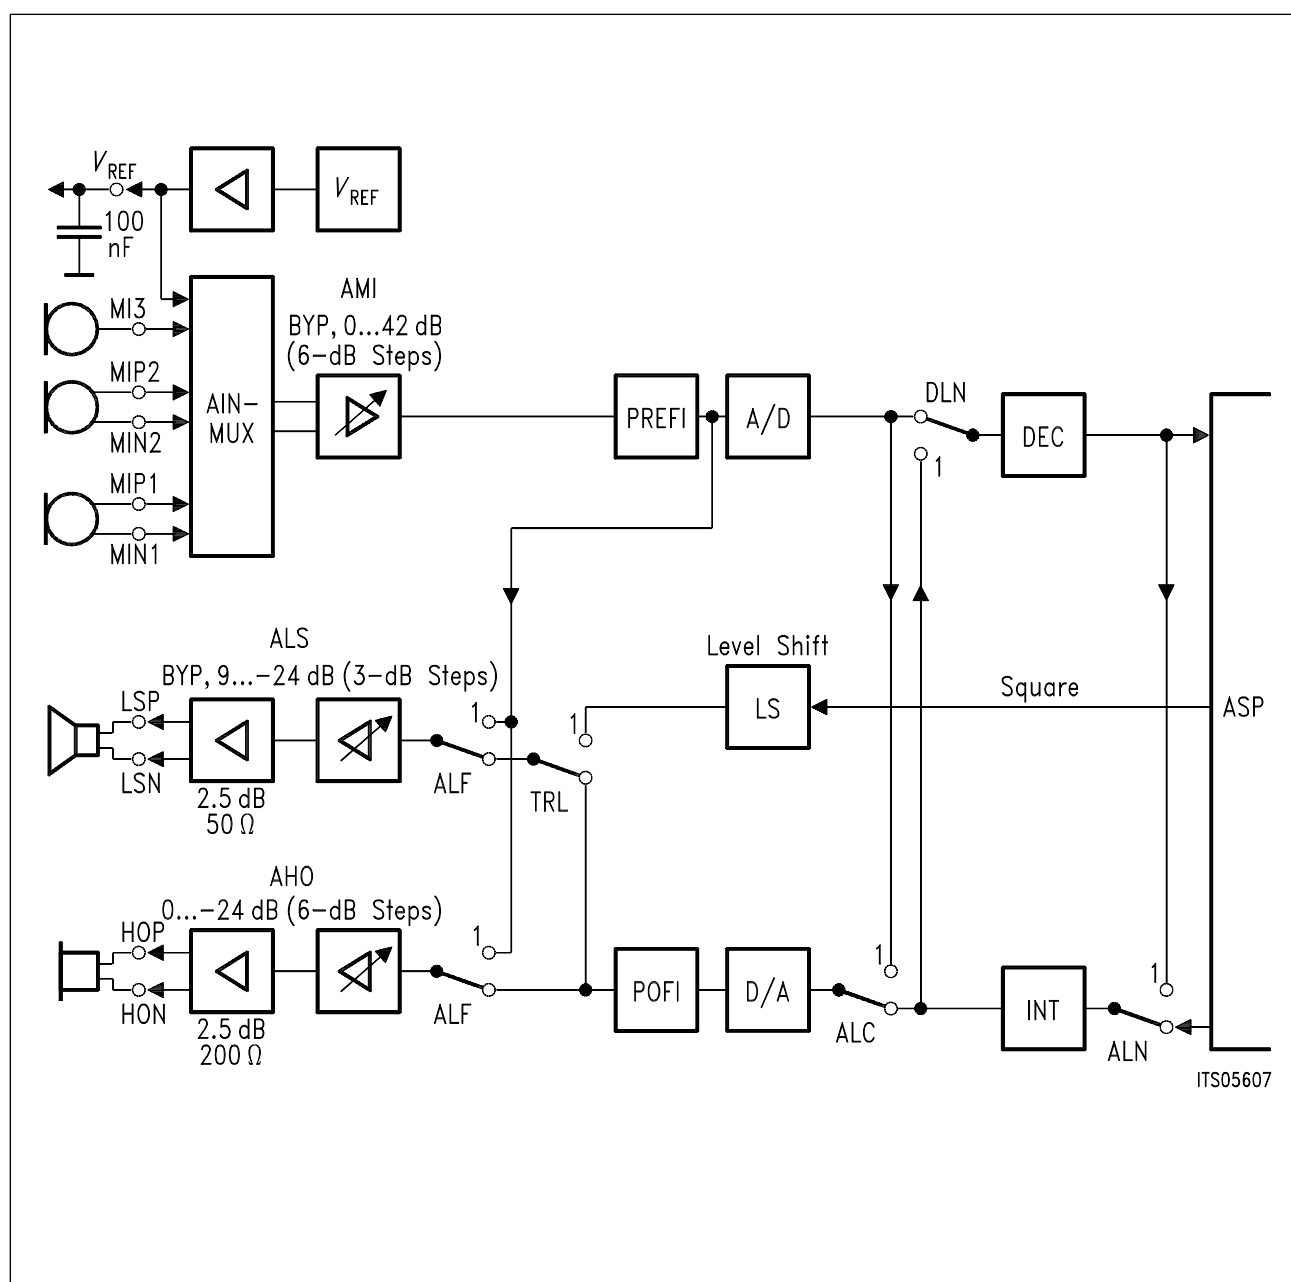 V REF
V REF
100
nF
AMI
MI3
BYP, 0...42 dB
(6-dB Steps)
MIP2
MIN2
AIN-
MUX
PREFI
A/D
DLN
1
DEC
MIP1
MIN1
ALS
BYP, 9...-24 dB (3-dB Steps)
Level Shift
LS
Square
ASP
LSP
LSN
1
1
ALF
TRL
2.5 dB
50 Ω
AHO
0...-24 dB (6-dB Steps)
HOP
HON
1
ALF
POFI
D/A
1
ALC
INT
1
ALN
2.5 dB
200 Ω
ITS05607